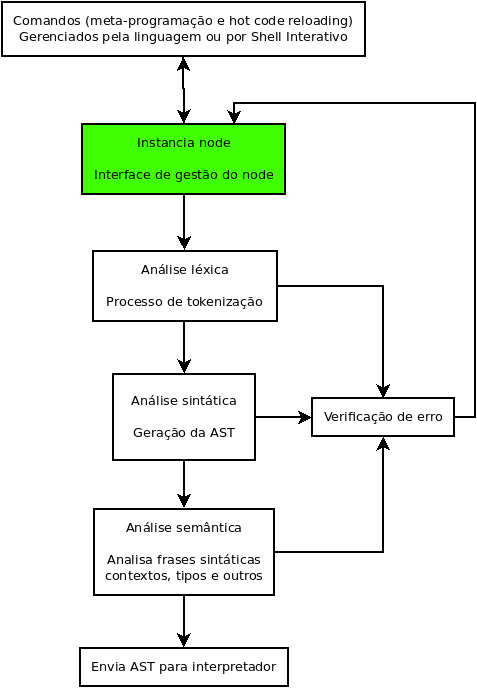 Comandos (meta-programação e hot code reloading)
Gerenciados pela linguagem ou por Shell Interativo
Instancia node
Interface de gestão do node
Análise léxica
Processo de tokenização
Análise sintática
Geração da AST
Verificação de erro
Análise semântica
Analisa frases sintáticas
contextos, tipos e outros
Envia AST para interpretador